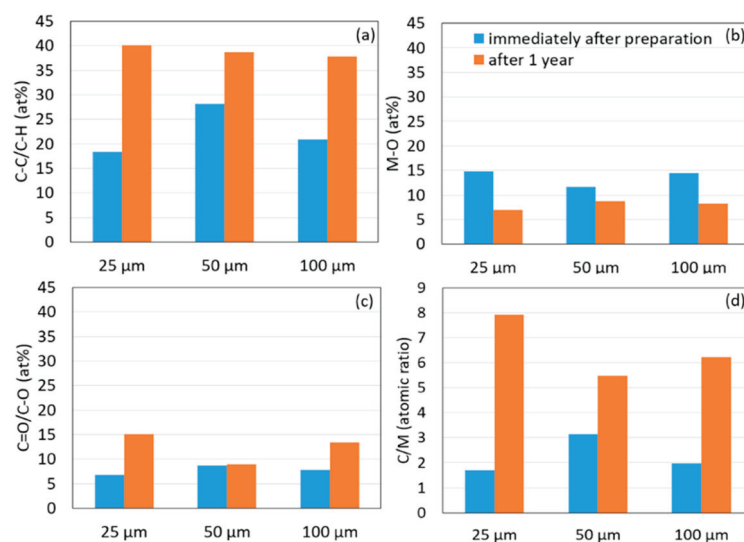 (a)
C-C/C-H (at%)
45
40
35
30
25
20
15
10
5
0
25 µm 50 µm 100 µm
(b)
immediately after preparation
after 1 year
M-O (at%)
45
40
35
30
25
20
15
10
5
0
25 µm 50 µm 100 µm
(c)
C=O/C-O (at%)
45
40
35
30
25
20
15
10
5
0
25 µm 50 µm 100 µm
(d)
C/M (atomic ratio)
9
8
7
6
5
4
3
2
1
0
25 µm 50 µm 100 µm